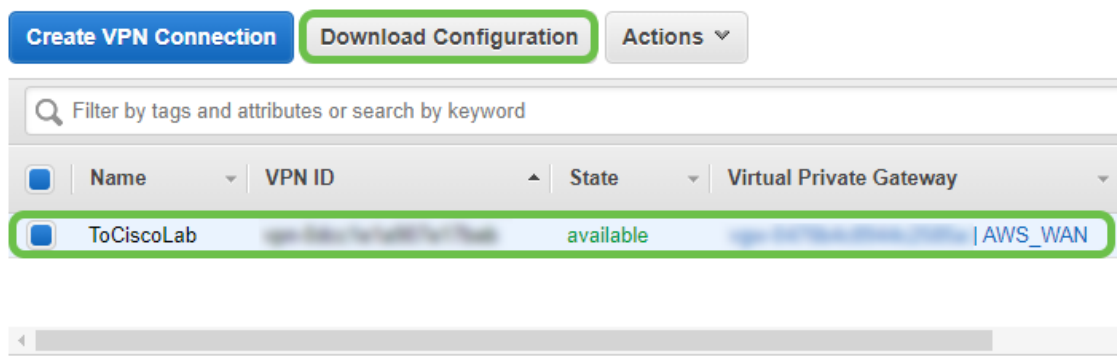 Create VPN Connection Download Configuration Actions
Filter by tags and attributes or search by keyword
Name VPN ID State Virtual Private Gateway
ToCiscoLab available | AWS_WAN